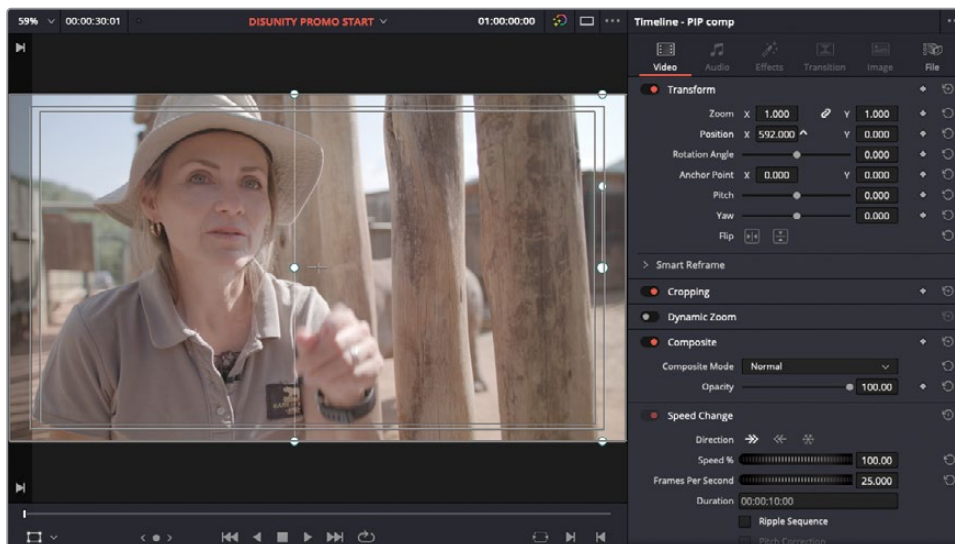 59% 00:00:30:01 DISUNITY PROMO START 01:00:00:00
Timeline - PIP comp
Video Audio Effects Transition Image File
Transform
Zoom X 1.000 Y 1.000
Position X 592.000 Y 0.000
Rotation Angle 0.000
Anchor Point X 0.000 Y 0.000
Pitch 0.000
Yaw 0.000
Flip
Smart Reframe
Cropping
Dynamic Zoom
Composite
Composite Mode Normal
Opacity 100.00
Speed Change
Direction
Speed % 100.00
Frames Per Second 25.000
Duration 00:00:10:00
Ripple Sequence
Pitch Correction